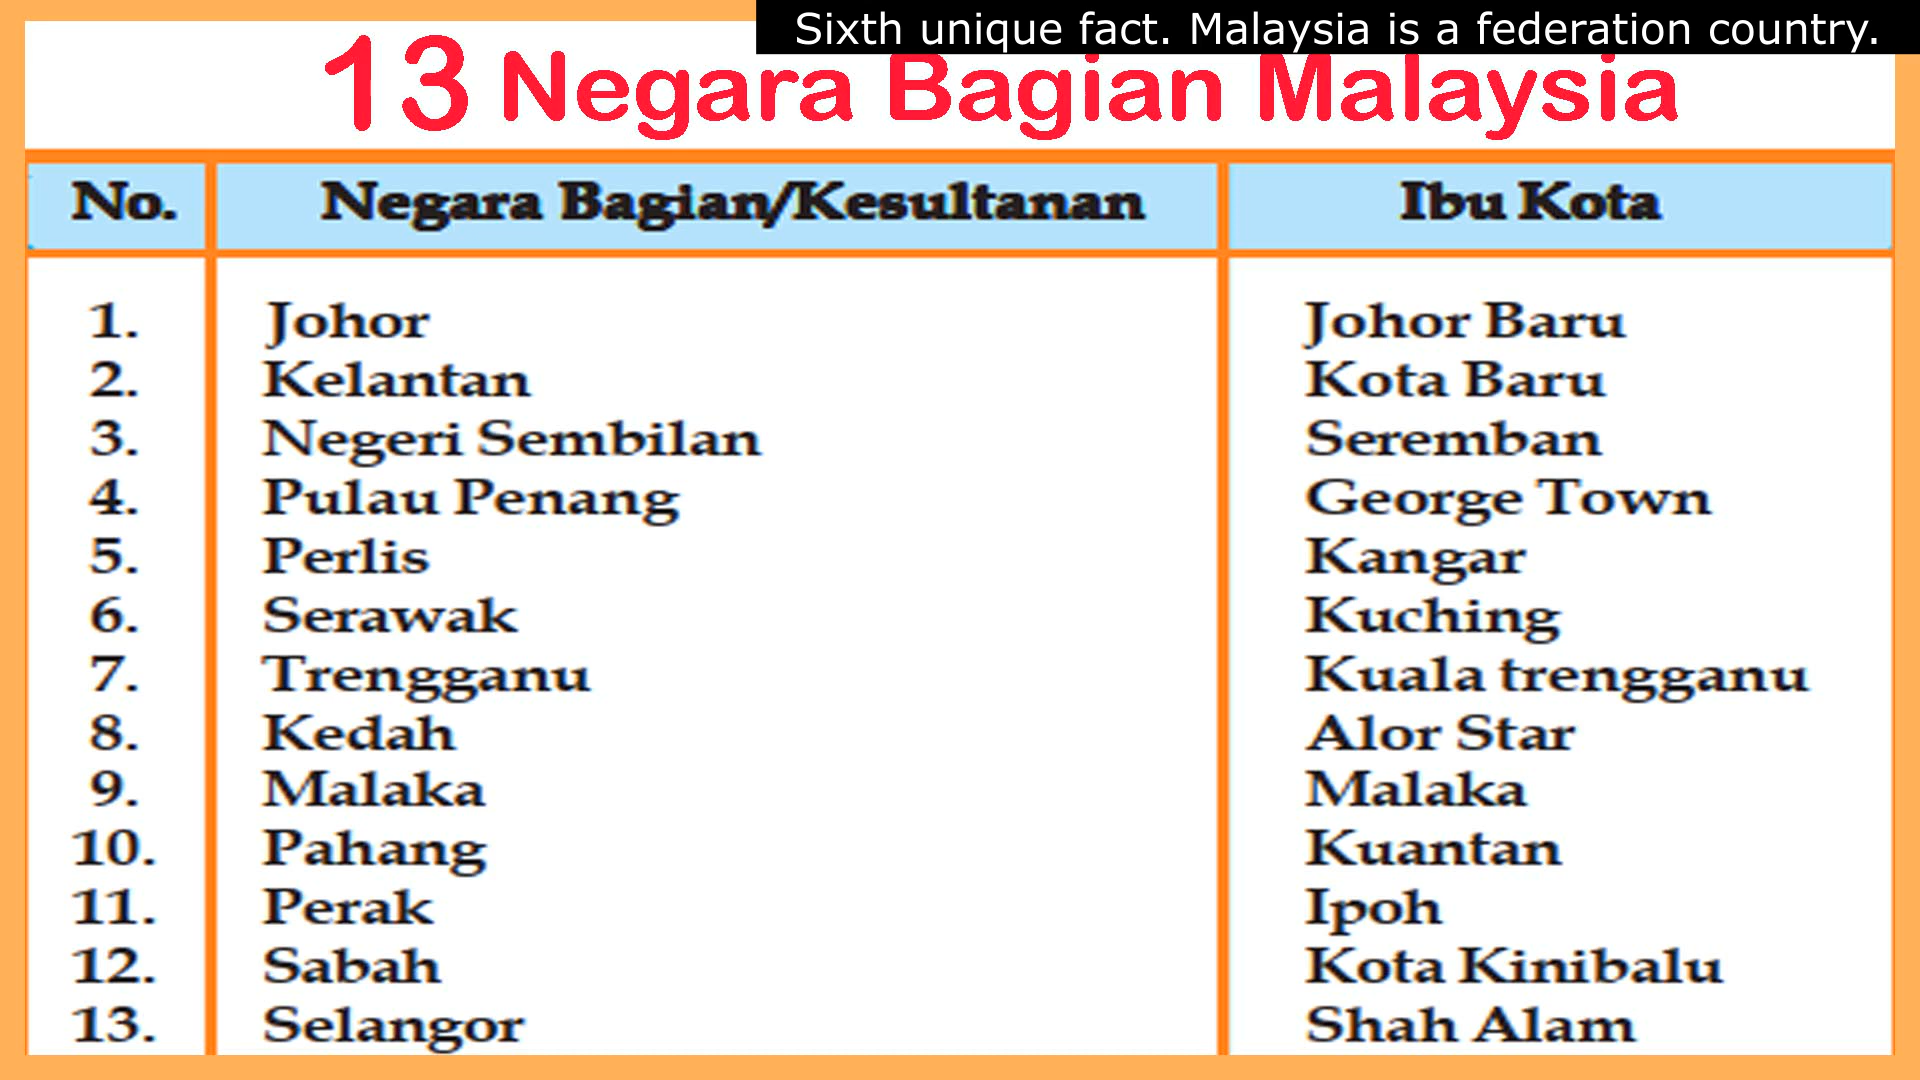 Sixth unique fact. Malaysia is a federation country.
13 Negara Bagian Malaysia
No. Negara Bagian/Kesultanan Ibu Kota
1. Johor Johor Baru
2. Kelantan Kota Baru
3. Negeri Sembilan Seremban
4. Pulau Penang George Town
5. Perlis Kangar
6. Serawak Kuching
7. Trengganu Kuala trengganu
8. Kedah Alor Star
9. Malaka Malaka
10. Pahang Kuantan
11. Perak Ipoh
12. Sabah Kota Kinibalu
13. Selangor Shah Alam